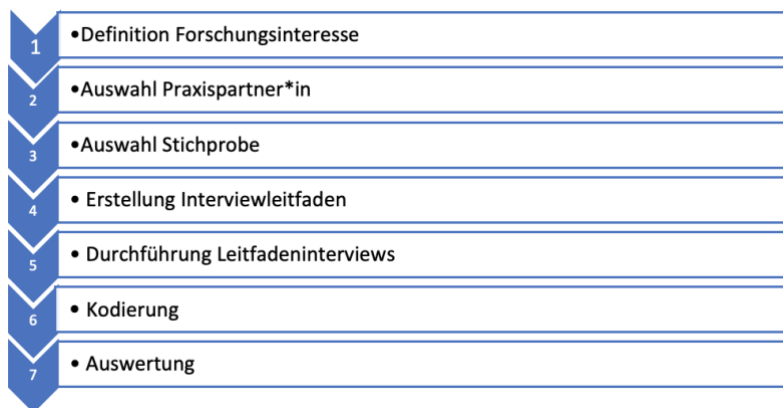 1 •Definition Forschungsinteresse
2 •Auswahl Praxispartner*in
3 •Auswahl Stichprobe
4 • Erstellung Interviewleitfaden
5 • Durchführung Leitfadeninterviews
6 • Kodierung
7 • Auswertung